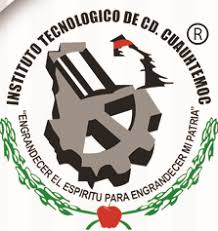 INSTITUTO TECNOLOGICO DE CD. CUAUHTEMOC
®
"ENGRANDECER EL ESPIRITU PARA ENGRANDECER MI PATRIA"